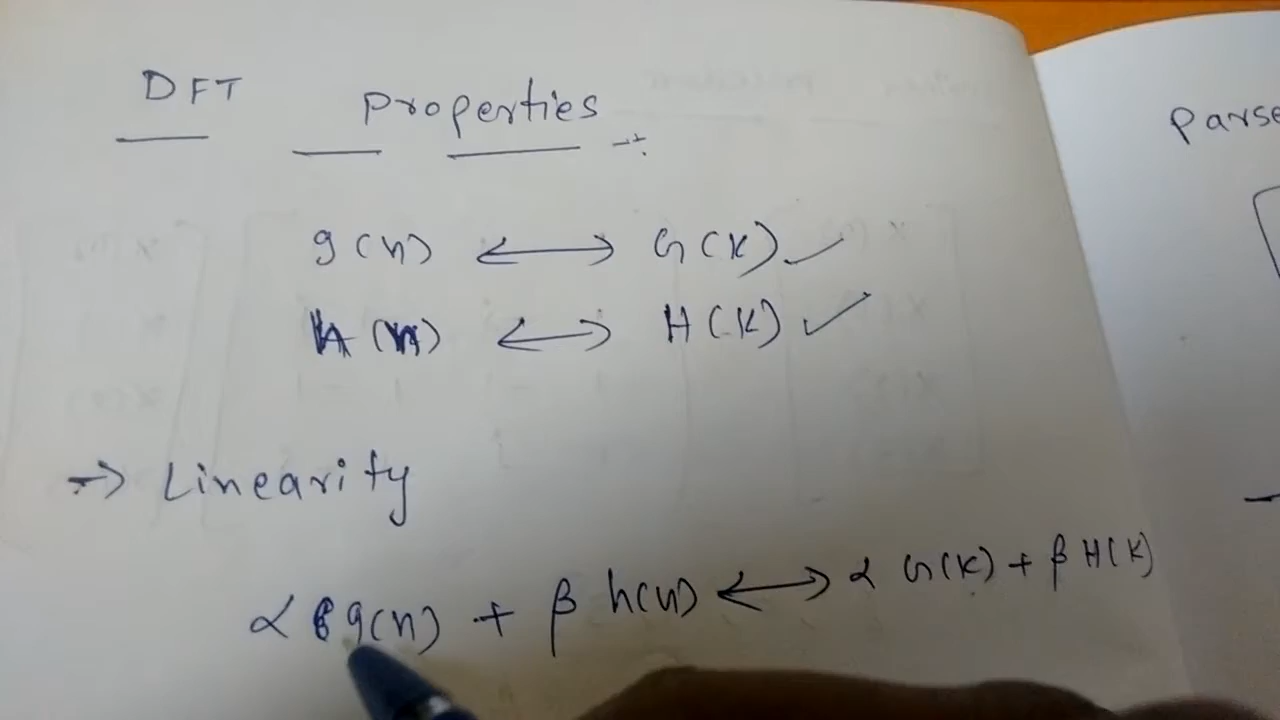 DFT Properties :-
g(n) ⟷ G(k) ✓
h(n) ⟷ H(k) ✓
→ Linearity
α g(n) + β h(n) ⟷ α G(k) + β H(k)
Parse